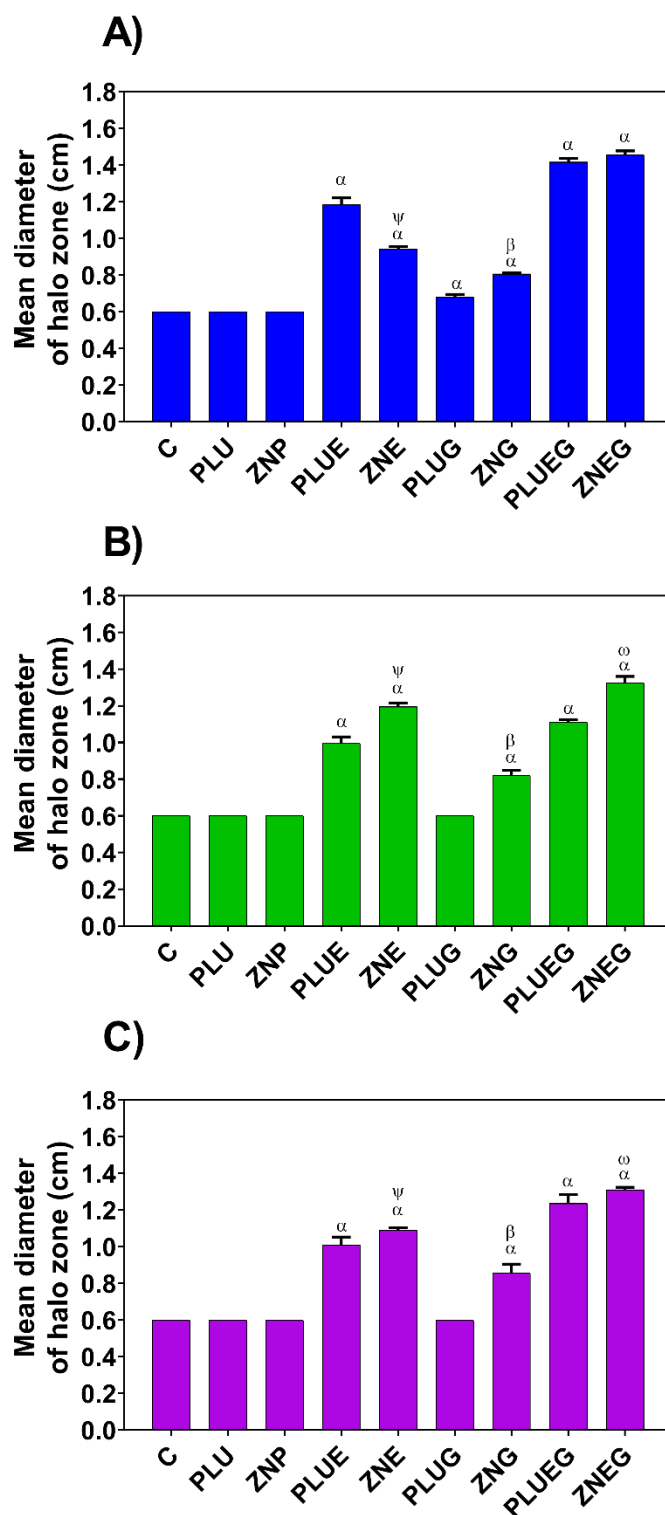 A)
Mean diameter
of halo zone (cm)
1.8
1.6
1.4
1.2
1.0
0.8
0.6
0.4
0.2
0.0
α
ψ
α
α
β
α
α
α
C
PLU
ZNP
PLUE
ZNE
PLUG
ZNG
PLUEG
ZNEG
B)
Mean diameter
of halo zone (cm)
1.8
1.6
1.4
1.2
1.0
0.8
0.6
0.4
0.2
0.0
α
ψ
α
β
α
α
ω
α
C
PLU
ZNP
PLUE
ZNE
PLUG
ZNG
PLUEG
ZNEG
C)
Mean diameter
of halo zone (cm)
1.8
1.6
1.4
1.2
1.0
0.8
0.6
0.4
0.2
0.0
α
ψ
α
β
α
α
ω
α
C
PLU
ZNP
PLUE
ZNE
PLUG
ZNG
PLUEG
ZNEG